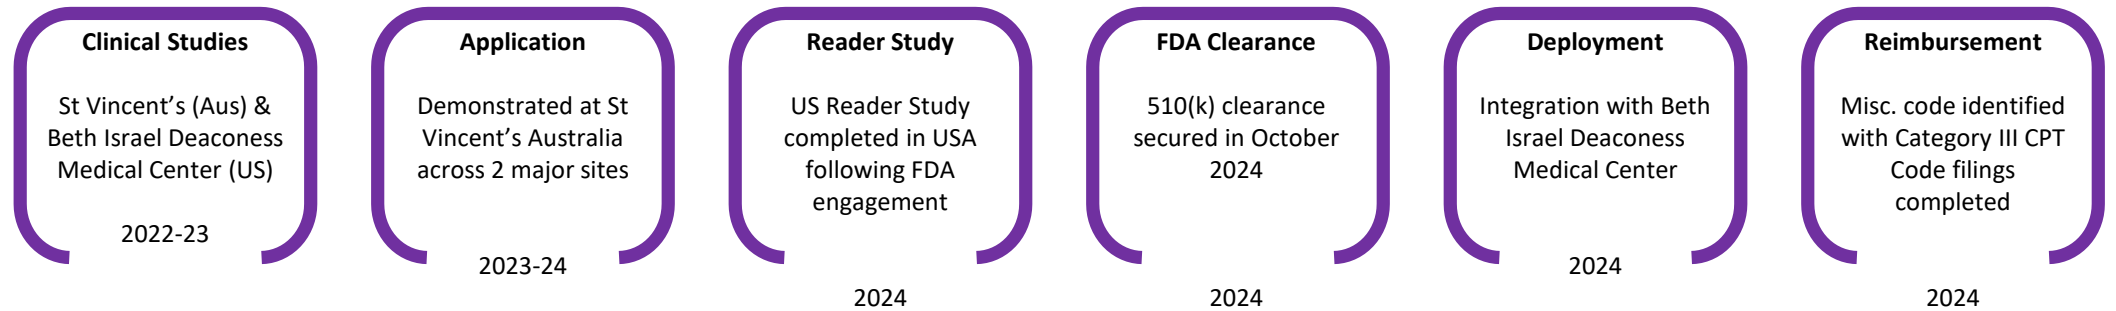 Clinical Studies
St Vincent’s (Aus) &
Beth Israel Deaconess
Medical Center (US)
2022-23
Application
Demonstrated at St
Vincent’s Australia
across 2 major sites
2023-24
Reader Study
US Reader Study
completed in USA
following FDA
engagement
2024
FDA Clearance
510(k) clearance
secured in October
2024
2024
Deployment
Integration with Beth
Israel Deaconess
Medical Center
2024
Reimbursement
Misc. code identified
with Category III CPT
Code filings
completed
2024